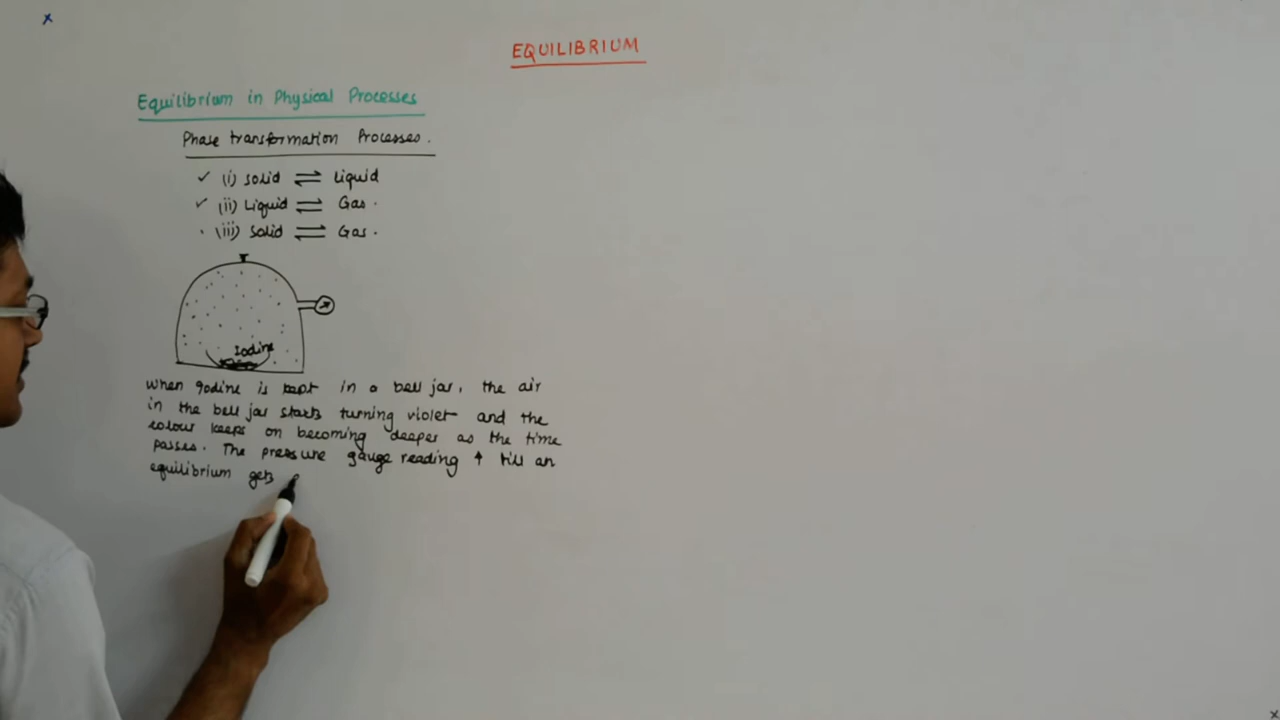 EQUILIBRIUM
Equilibrium in Physical Processes
Phase transformation Processes.
✓ (i) Solid ⇌ Liquid
✓ (ii) Liquid ⇌ Gas.
. (iii) Solid ⇌ Gas.
Iodine
When Iodine is kept in a bell jar, the air
in the bell jar starts turning violet and the
colour keeps on becoming deeper as the time
passes. The pressure gauge reading ↑ till an
equilibrium gets